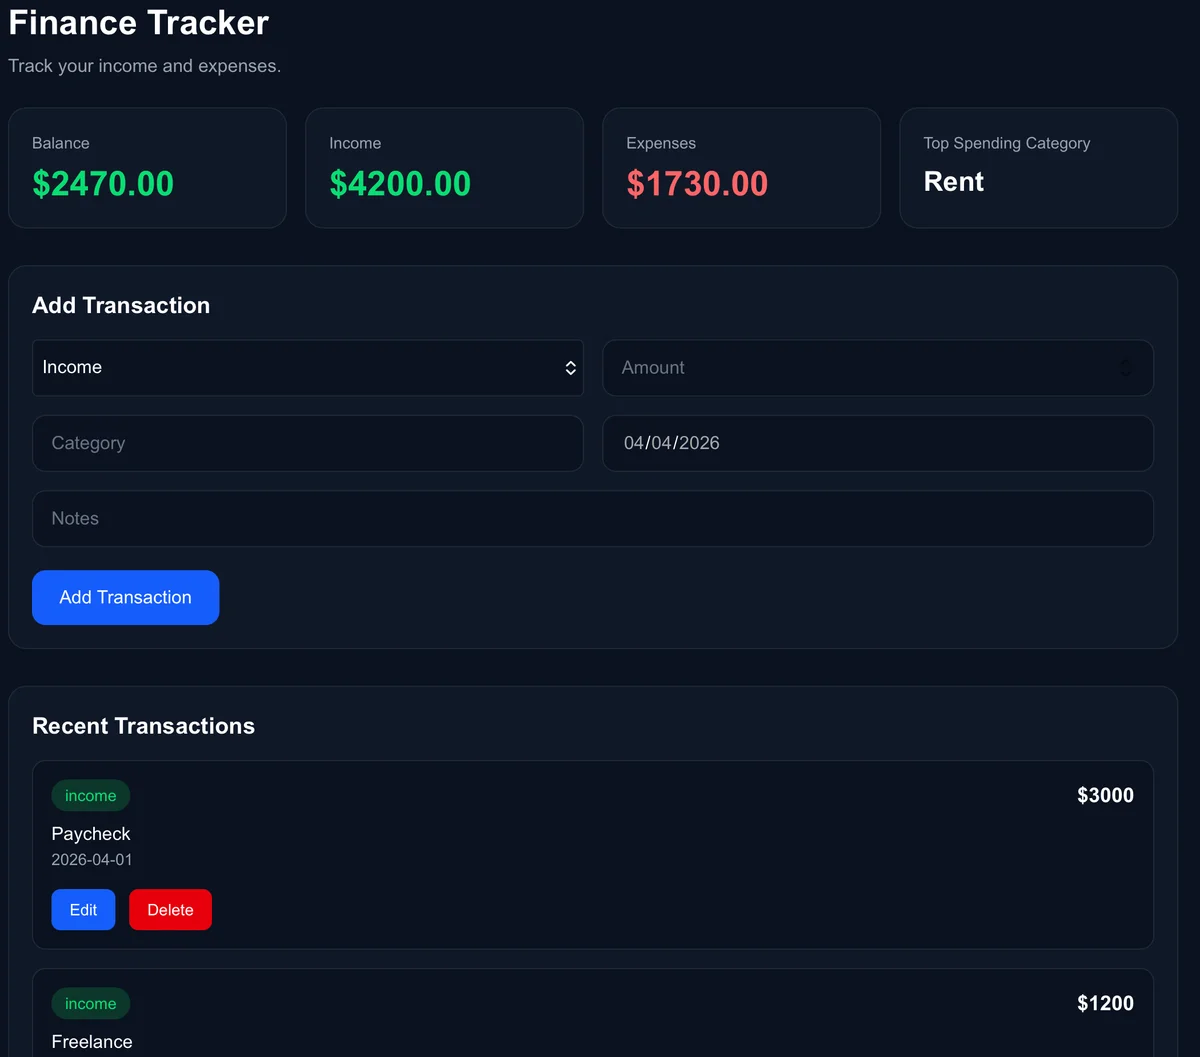 Finance Tracker
Track your income and expenses.
Balance
$2470.00
Income
$4200.00
Expenses
$1730.00
Top Spending Category
Rent
Add Transaction
Income
Amount
Category
04/04/2026
Notes
Add Transaction
Recent Transactions
income
$3000
Paycheck
2026-04-01
Edit
Delete
income
$1200
Freelance